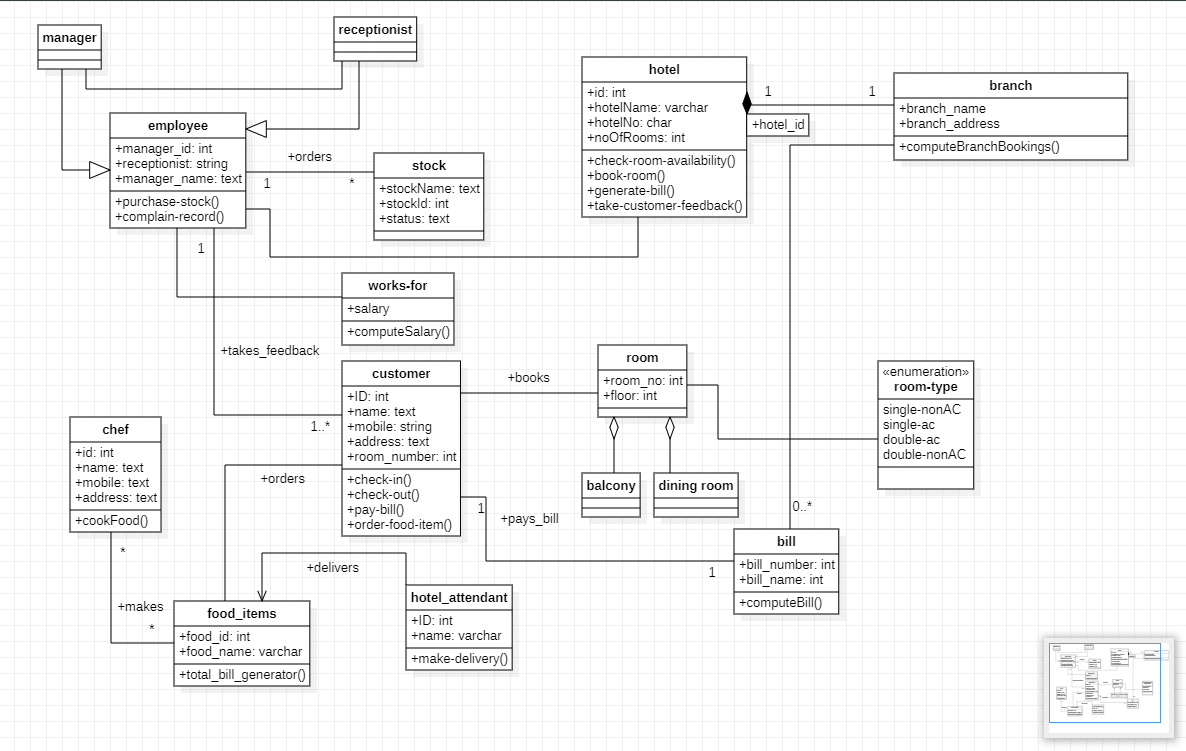 manager
receptionist
employee
+manager_id: int
+receptionist: string
+manager_name: text
+purchase-stock()
+complain-record()
+orders
1
*
stock
+stockName: text
+stockId: int
+status: text
hotel
+id: int
+hotelName: varchar
+hotelNo: char
+noOfRooms: int
+check-room-availability()
+book-room()
+generate-bill()
+take-customer-feedback()
1
1
+hotel_id
branch
+branch_name
+branch_address
+computeBranchBookings()
1
works-for
+salary
+computeSalary()
+takes_feedback
1..*
customer
+ID: int
+name: text
+mobile: string
+address: text
+room_number: int
+check-in()
+check-out()
+pay-bill()
+order-food-item()
+books
room
+room_no: int
+floor: int
balcony
dining room
«enumeration»
room-type
single-nonAC
single-ac
double-ac
double-nonAC
chef
+id: int
+name: text
+mobile: text
+address: text
+cookFood()
+orders
1
+pays_bill
1
0..*
bill
+bill_number: int
+bill_name: int
+computeBill()
*
+makes
*
+delivers
food_items
+food_id: int
+food_name: varchar
+total_bill_generator()
hotel_attendant
+ID: int
+name: varchar
+make-delivery()